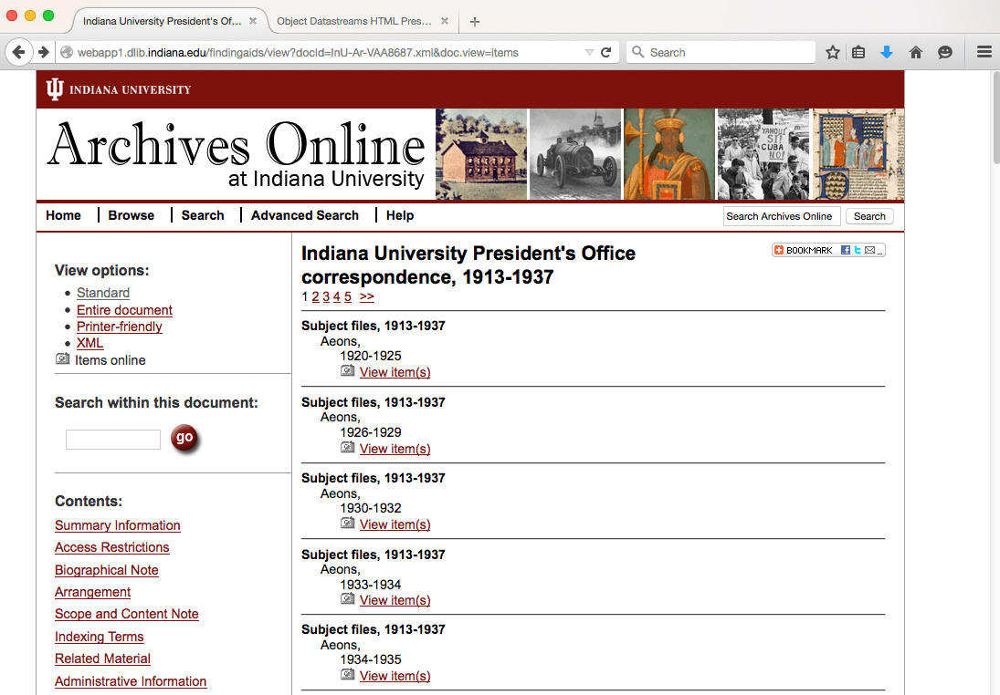 Indiana University President's Of...
Object Datastreams HTML Pres...
webapp1.dlib.indiana.edu/findingaids/view?docId=InU-Ar-VAA8687.xml&doc.view=items
Search
INDIANA UNIVERSITY
Archives Online
at Indiana University
YANQUI
SI!
CUBA
NO!
Home
Browse
Search
Advanced Search
Help
Search Archives Online
Search
View options:
Standard
Entire document
Printer-friendly
XML
Items online
Search within this document:
go
Contents:
Summary Information
Access Restrictions
Biographical Note
Arrangement
Scope and Content Note
Indexing Terms
Related Material
Administrative Information
Indiana University President's Office
correspondence, 1913-1937
BOOKMARK
1 2 3 4 5 >>
Subject files, 1913-1937
Aeons,
1920-1925
View item(s)
Subject files, 1913-1937
Aeons,
1926-1929
View item(s)
Subject files, 1913-1937
Aeons,
1930-1932
View item(s)
Subject files, 1913-1937
Aeons,
1933-1934
View item(s)
Subject files, 1913-1937
Aeons,
1934-1935
View item(s)